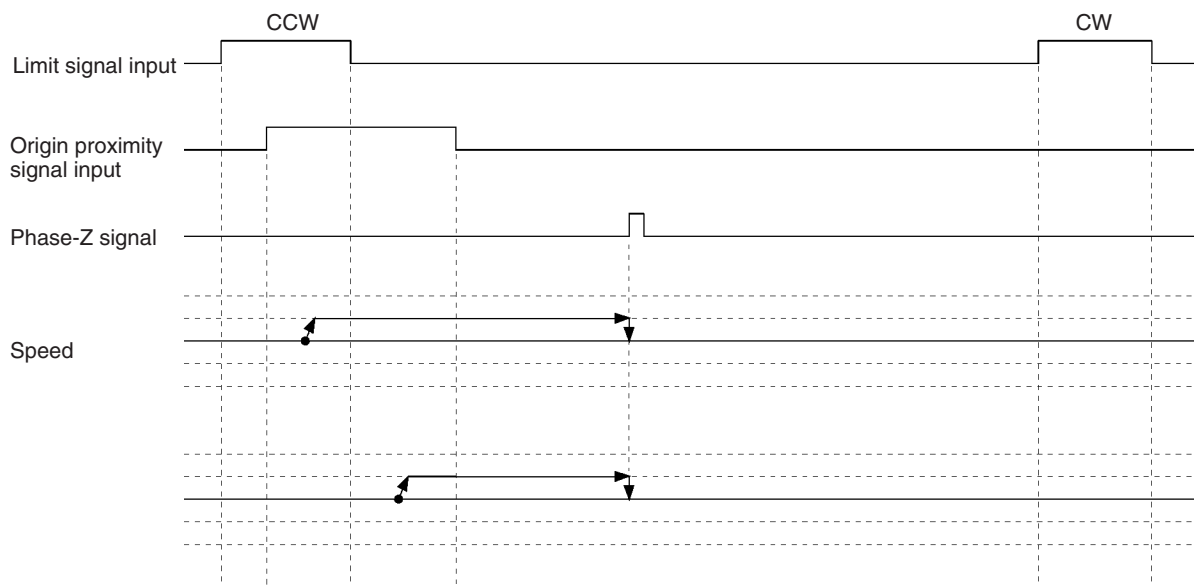 CCW
CW
Limit signal input
Origin proximity
signal input
Phase-Z signal
Speed